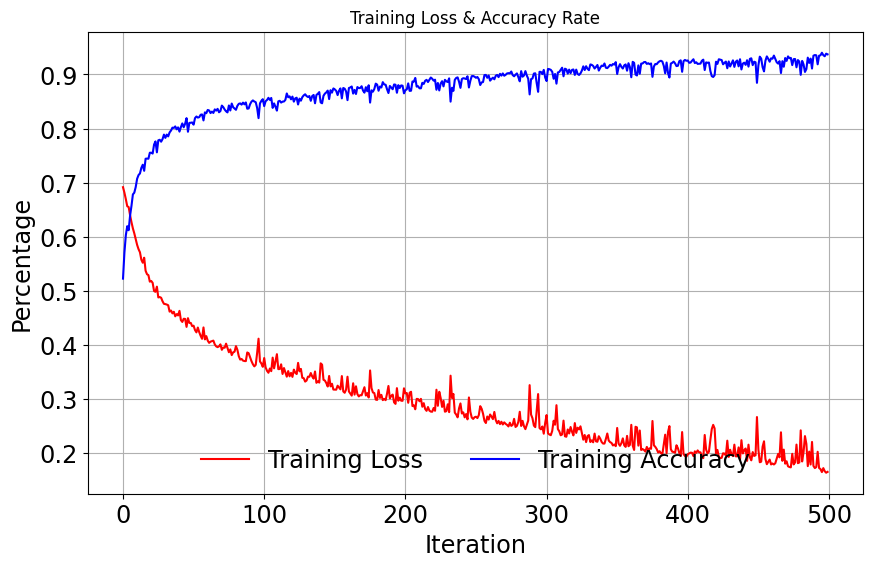 Training Loss & Accuracy Rate
Percentage
0.9
0.8
0.7
0.6
0.5
0.4
0.3
0.2
Training Loss Training Accuracy
0 100 200 300 400 500
Iteration